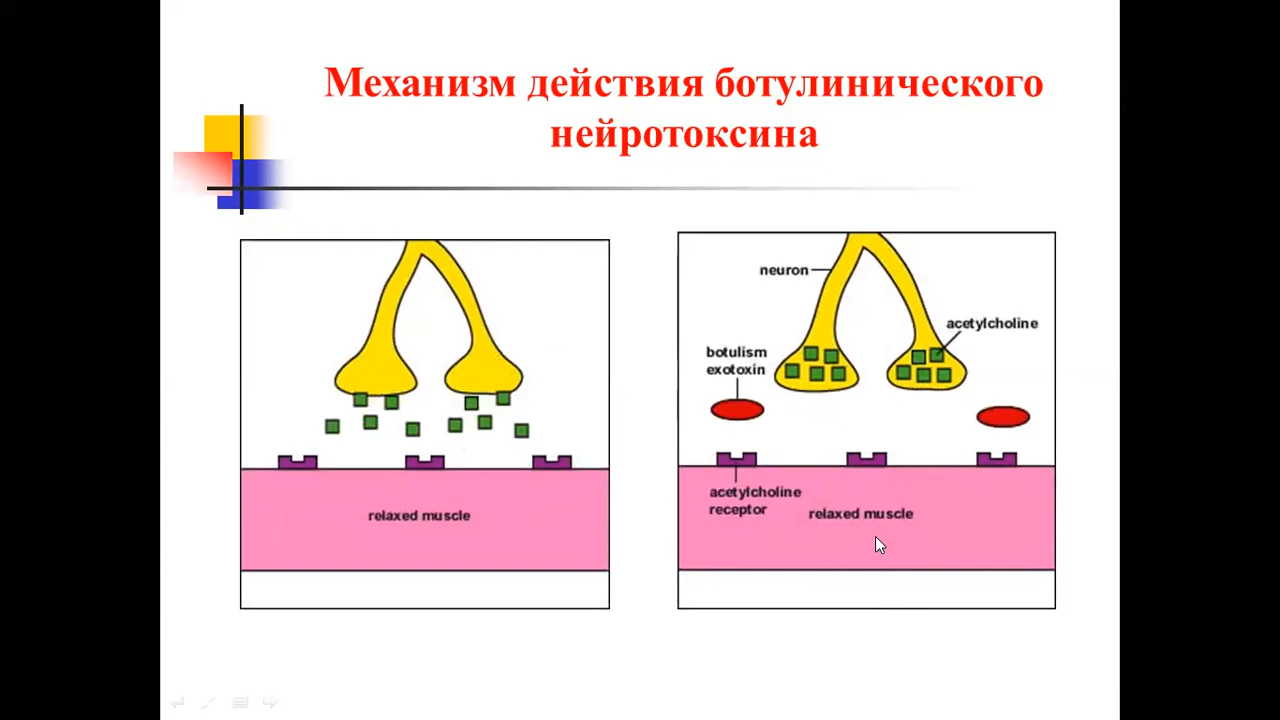 Механизм действия ботулинического
нейротоксина
relaxed muscle
neuron
acetylcholine
botulism
exotoxin
acetylcholine
receptor
relaxed muscle